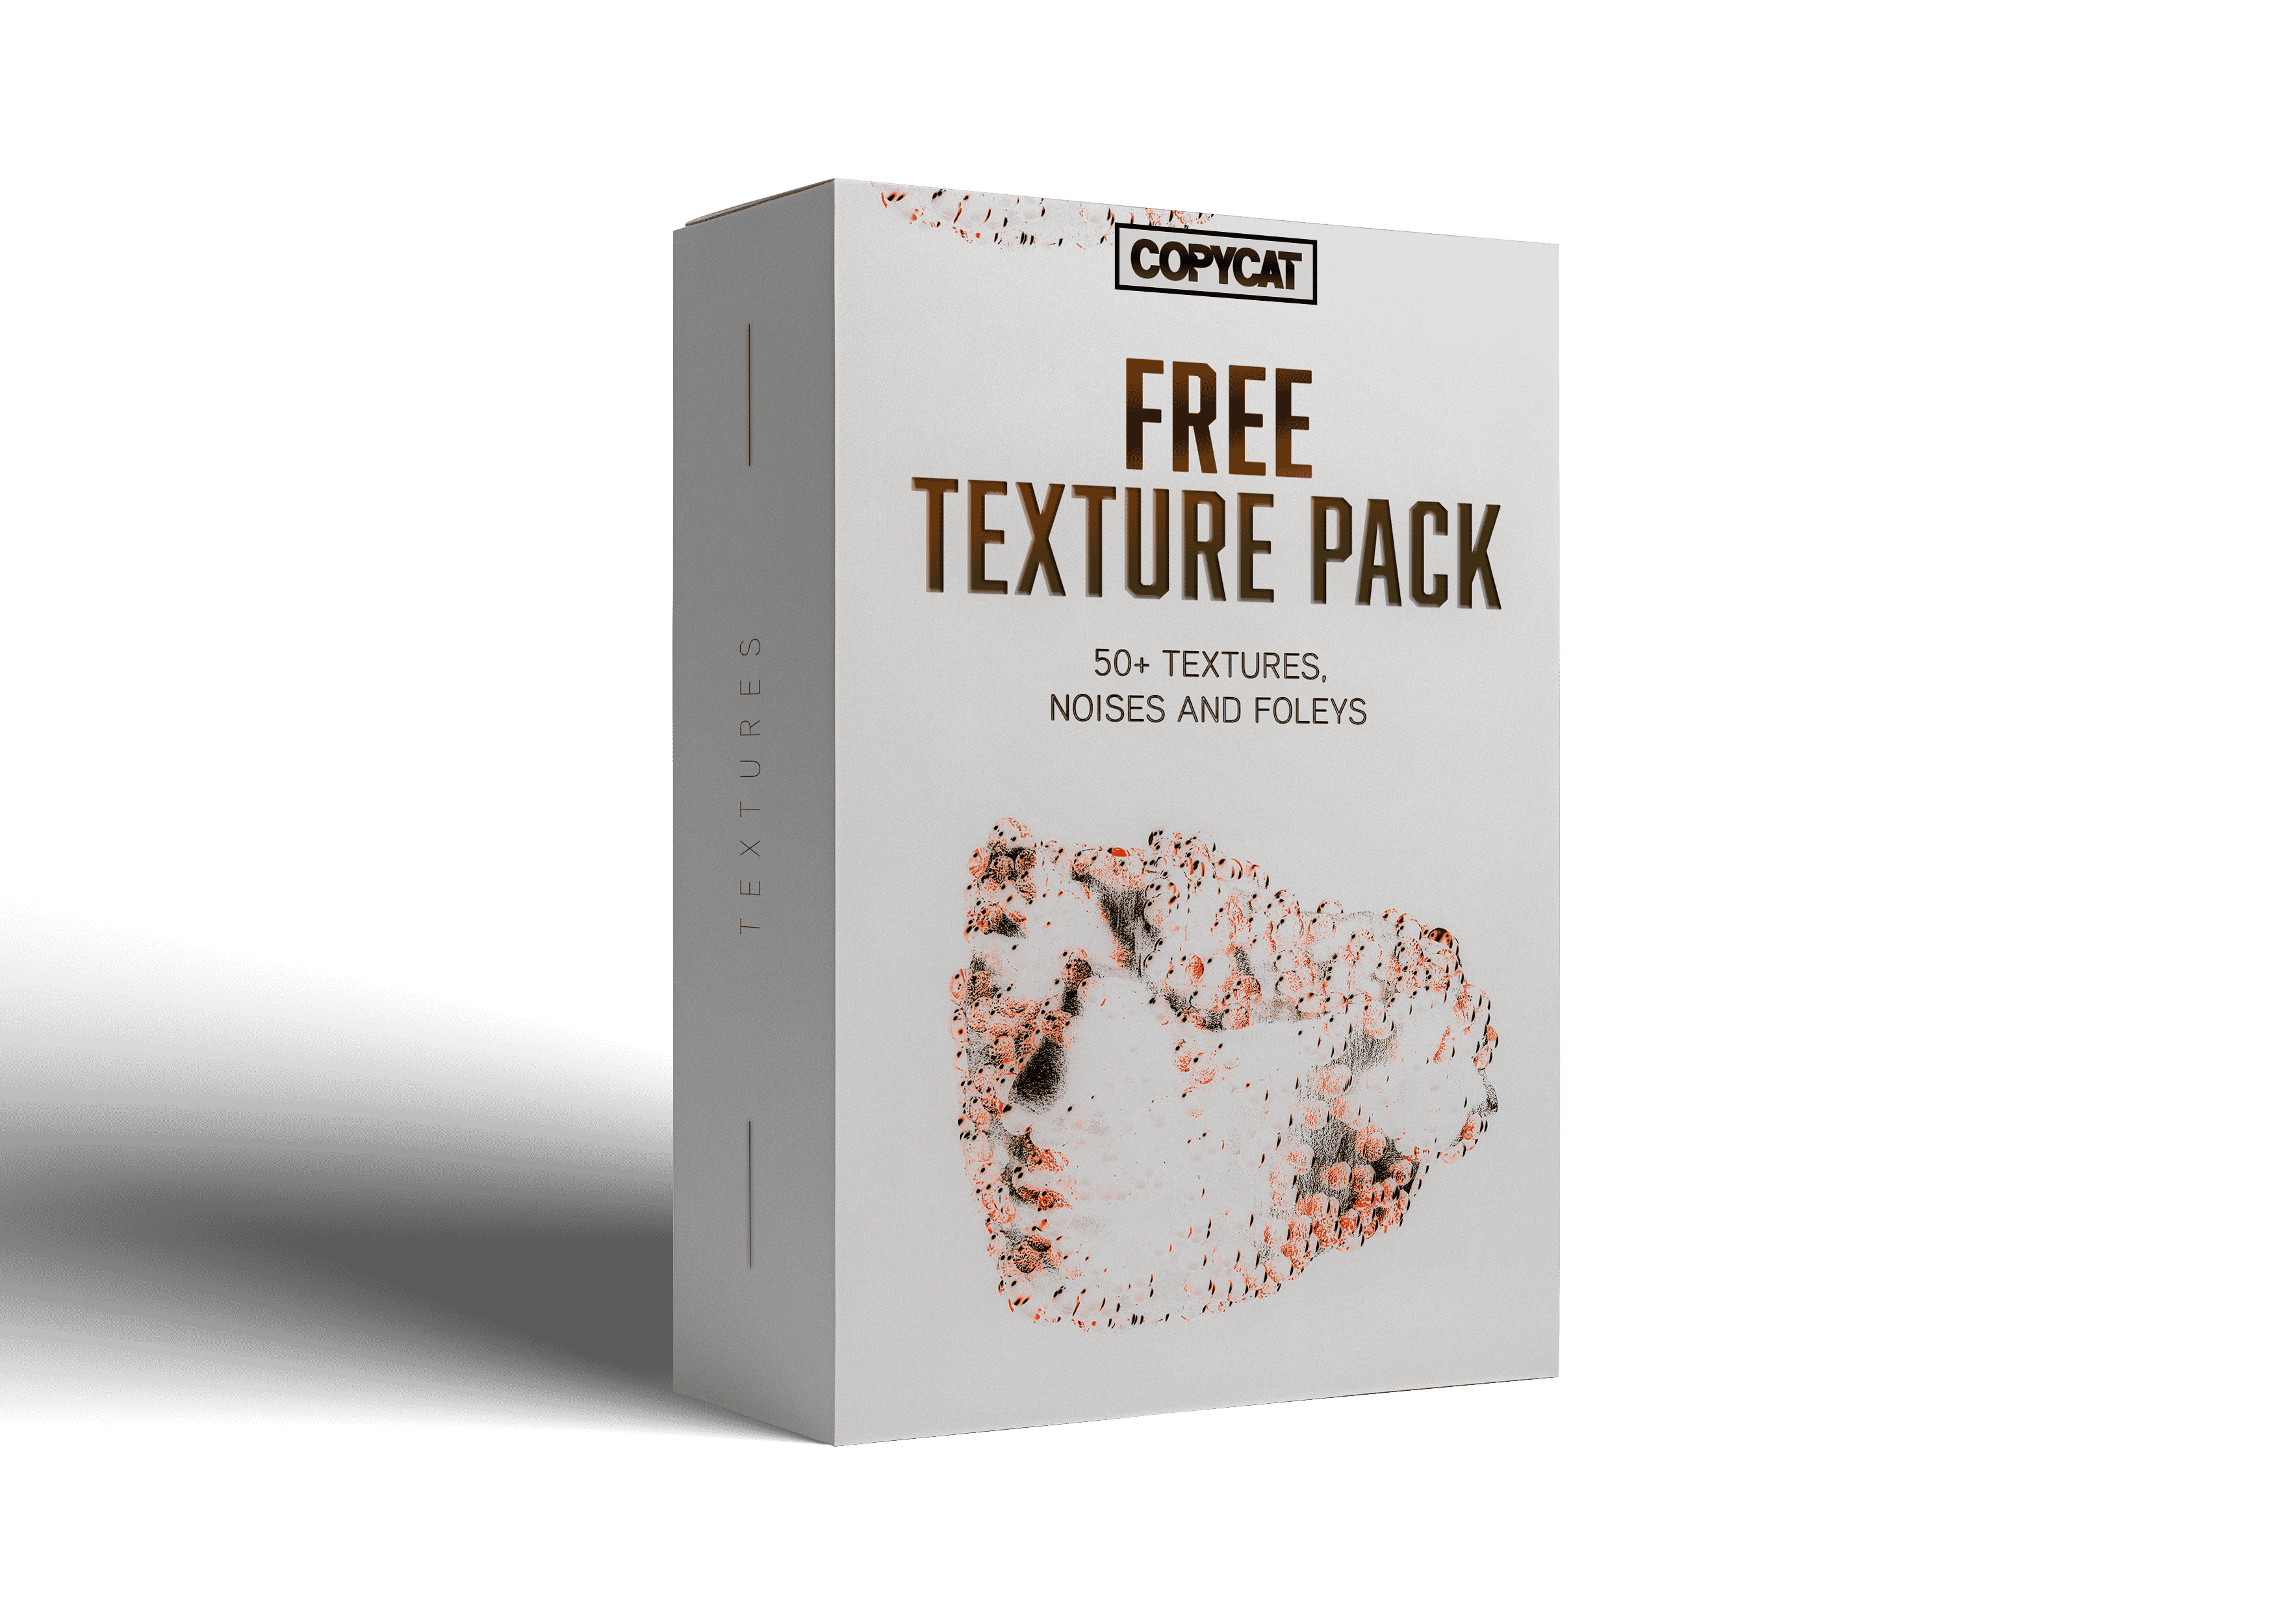 COPYCAT
FREE
TEXTURE PACK
50+ TEXTURES,
NOISES AND FOLEYS
TEXTURES